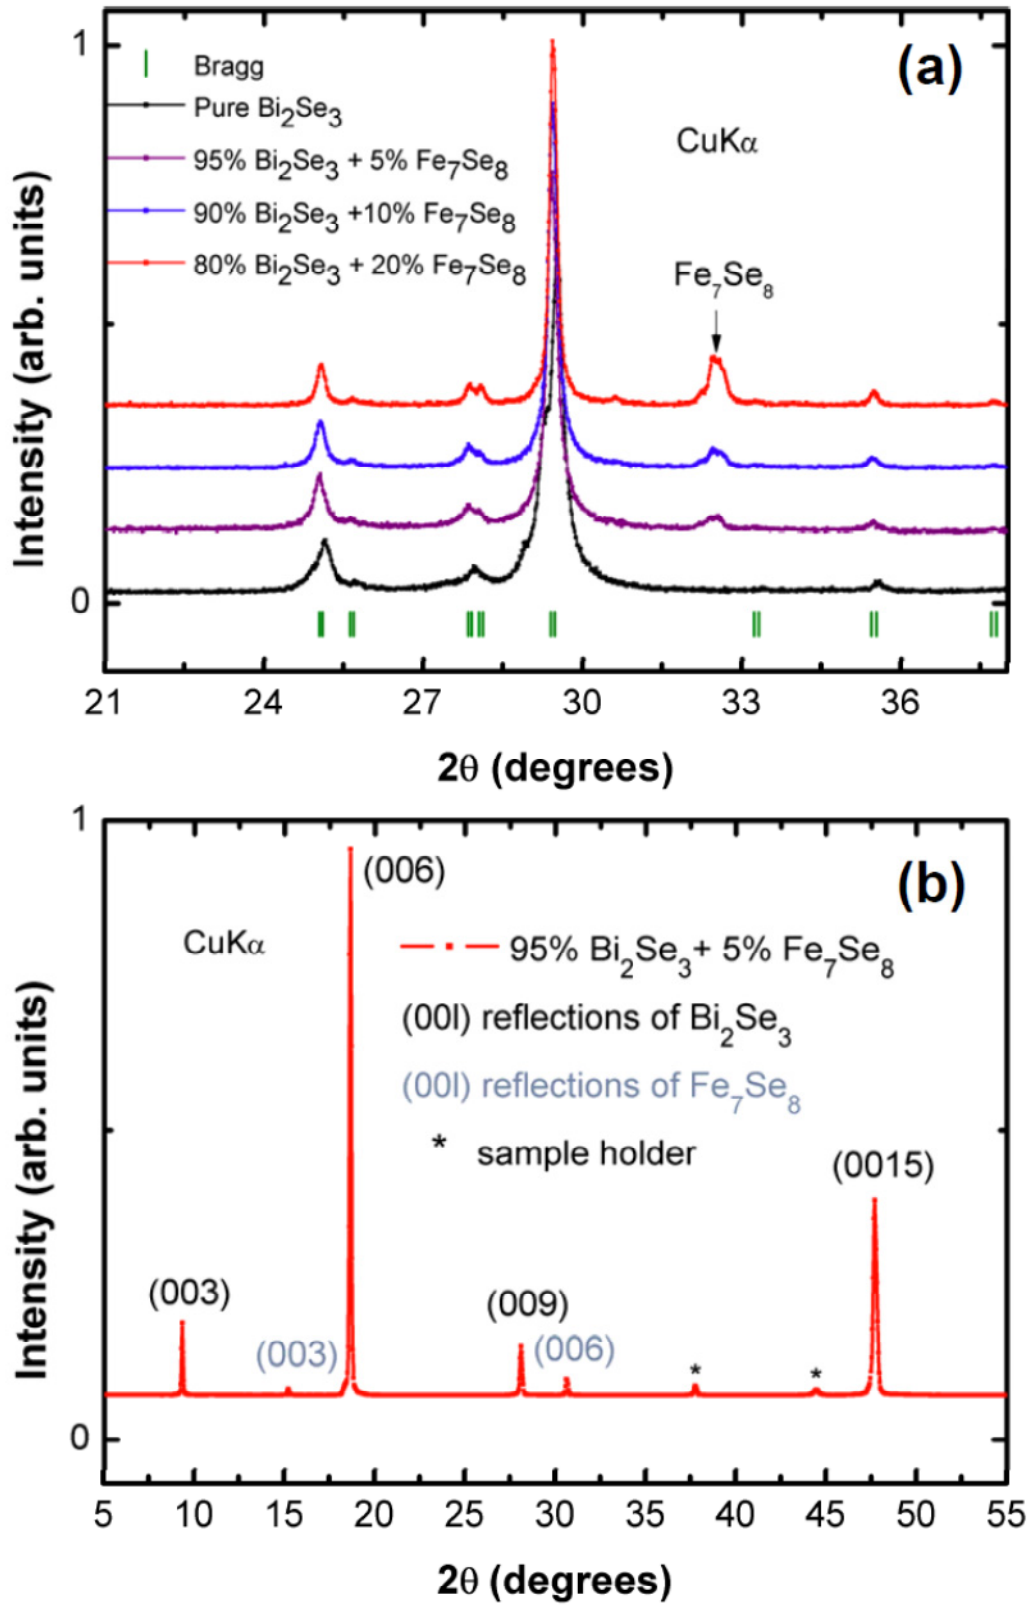 (a)
1
Bragg
Pure Bi₂Se₃
95% Bi₂Se₃ + 5% Fe₇Se₈
90% Bi₂Se₃ +10% Fe₇Se₈
80% Bi₂Se₃ + 20% Fe₇Se₈
CuKα
Fe₇Se₈
Intensity (arb. units)
0
21 24 27 30 33 36
2θ (degrees)
(b)
1
(006)
CuKα
95% Bi₂Se₃+ 5% Fe₇Se₈
(00l) reflections of Bi₂Se₃
(00l) reflections of Fe₇Se₈
* sample holder
(0015)
(003)
(009)
(003)
(006)
*
*
Intensity (arb. units)
0
5 10 15 20 25 30 35 40 45 50 55
2θ (degrees)